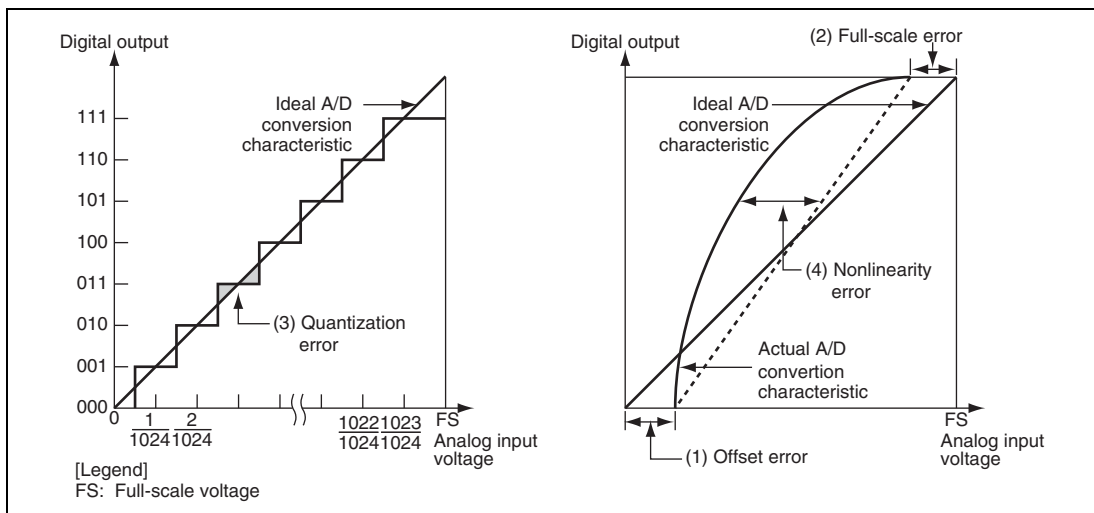 Digital output
Ideal A/D
conversion
characteristic
111
110
101
100
011
010
001
000
(3) Quantization
error
0
1
1024
2
1024
1022
1024
1023
1024
FS
Analog input
voltage
[Legend]
FS: Full-scale voltage
(2) Full-scale error
Digital output
Ideal A/D
conversion
characteristic
(4) Nonlinearity
error
Actual A/D
convertion
characteristic
FS
Analog input
voltage
(1) Offset error